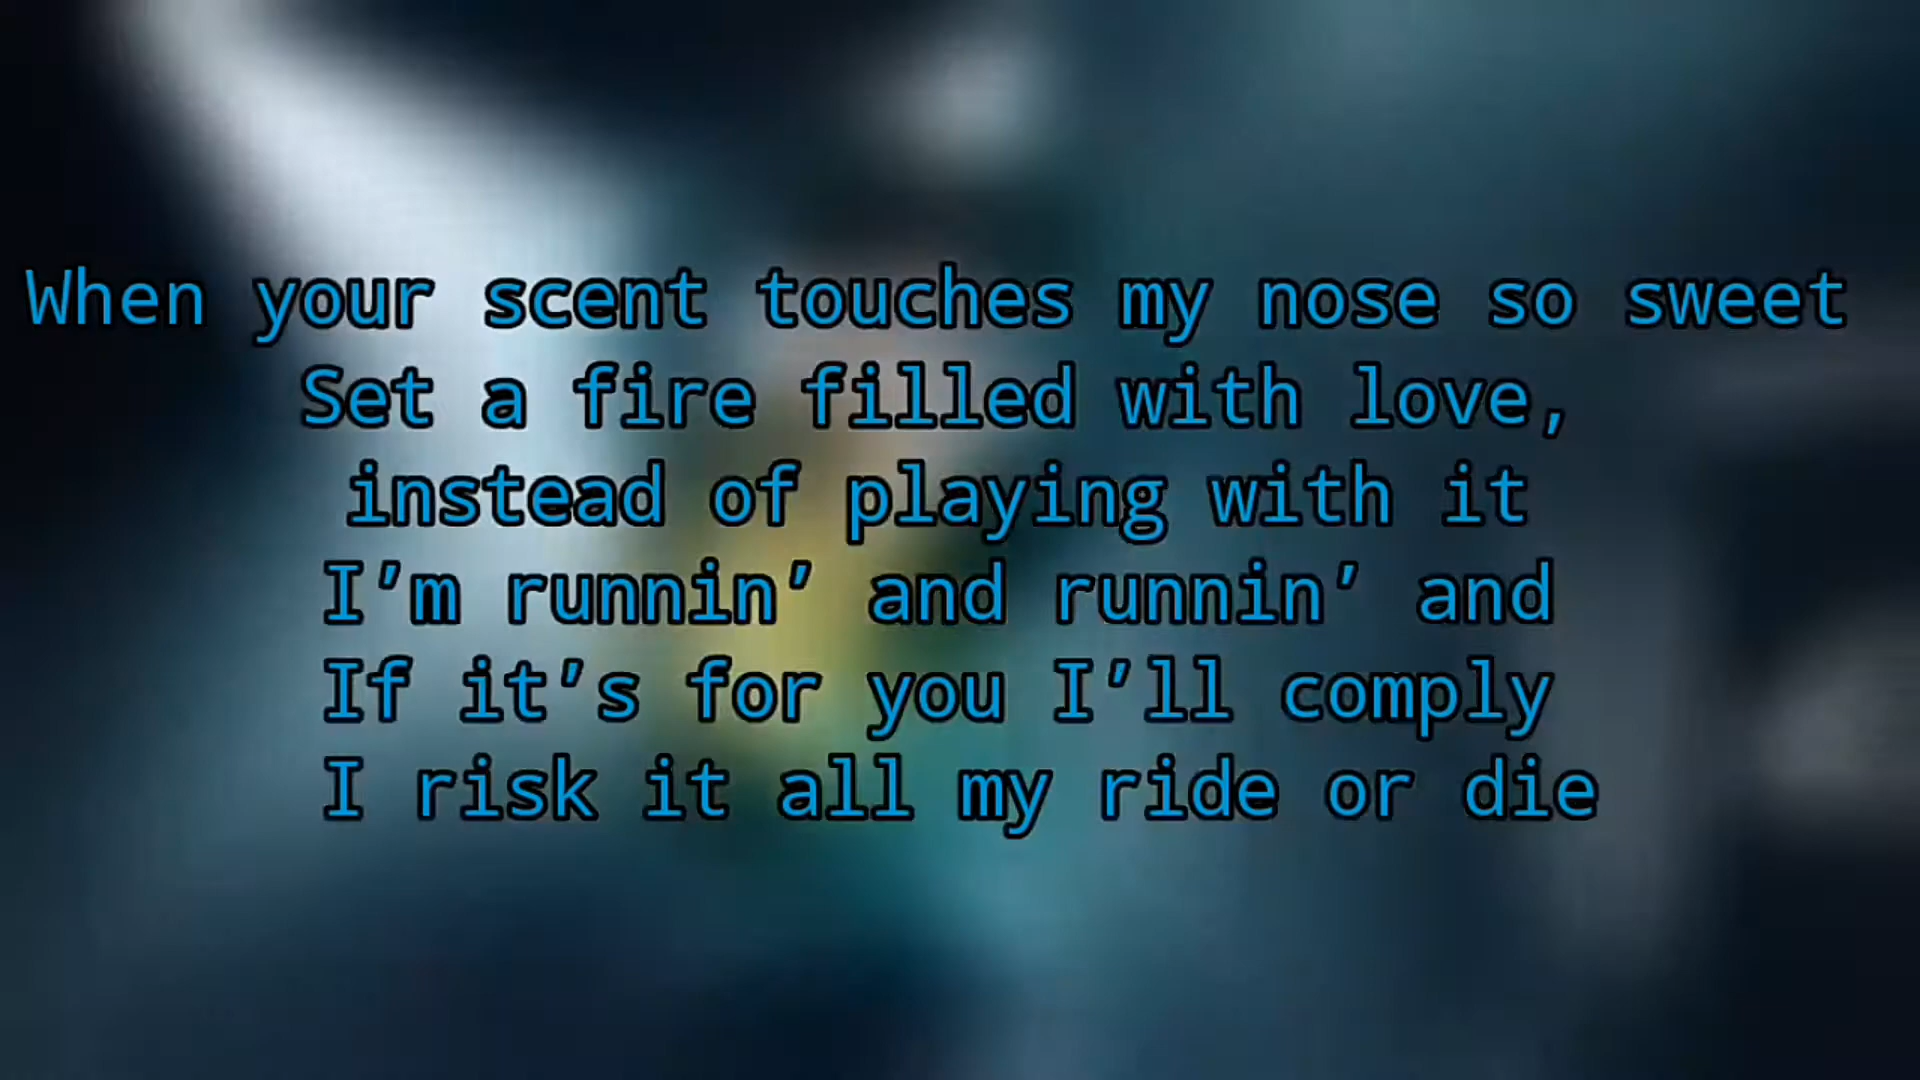 When your scent touches my nose so sweet
Set a fire filled with love,
instead of playing with it
I’m runnin’ and runnin’ and
If it’s for you I’ll comply
I risk it all my ride or die